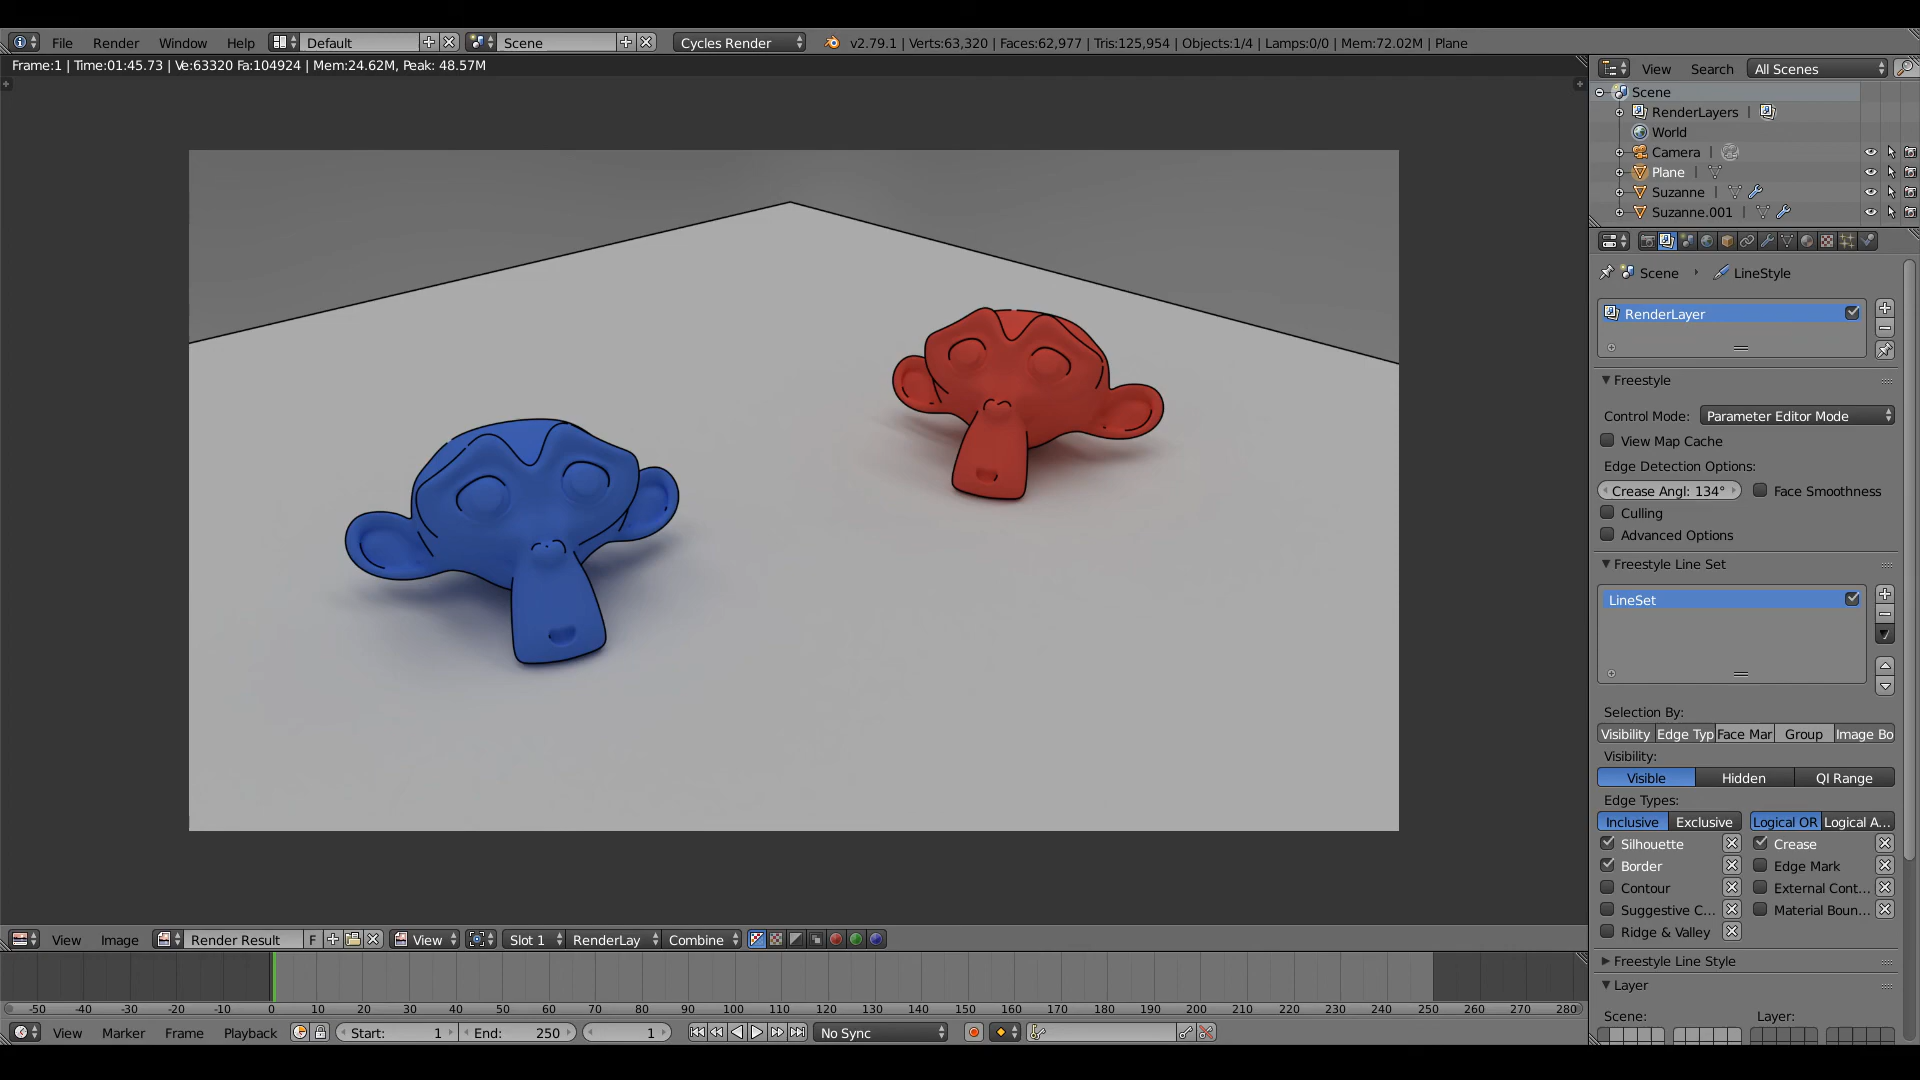 File Render Window Help Default Scene Cycles Render v2.79.1 | Verts:63,320 | Faces:62,977 | Tris:125,954 | Objects:1/4 | Lamps:0/0 | Mem:72.02M | Plane
Frame:1 | Time:01:45.73 | Ve:63320 Fa:104924 | Mem:24.62M, Peak: 48.57M
View Search All Scenes
Scene
RenderLayers |
World
Camera |
Plane |
Suzanne |
Suzanne.001 |
Scene LineStyle
RenderLayer
Freestyle
Control Mode: Parameter Editor Mode
View Map Cache
Edge Detection Options:
Crease Angl: 134° Face Smoothness
Culling
Advanced Options
Freestyle Line Set
LineSet
Selection By:
Visibility Edge Typ Face Mar Group Image Bo
Visibility:
Visible Hidden QI Range
Edge Types:
Inclusive Exclusive Logical OR Logical A...
Silhouette Crease
Border Edge Mark
Contour External Cont...
Suggestive C... Material Boun...
Ridge & Valley
Freestyle Line Style
Layer
Scene: Layer:
View Image Render Result F View Slot 1 RenderLay Combine
-50 -40 -30 -20 -10 0 10 20 30 40 50 60 70 80 90 100 110 120 130 140 150 160 170 180 190 200 210 220 230 240 250 260 270 280
View Marker Frame Playback Start: 1 End: 250 1 No Sync